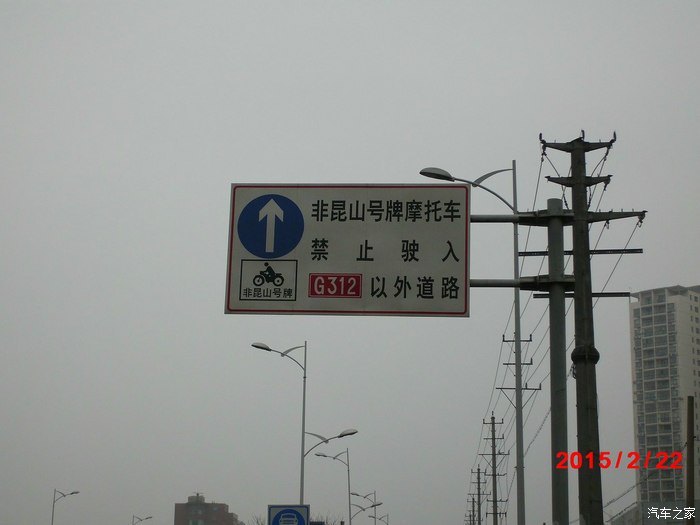 非昆山号牌摩托车
禁止驶入
G312 以外道路
非昆山号牌
2015/2/22
汽车之家